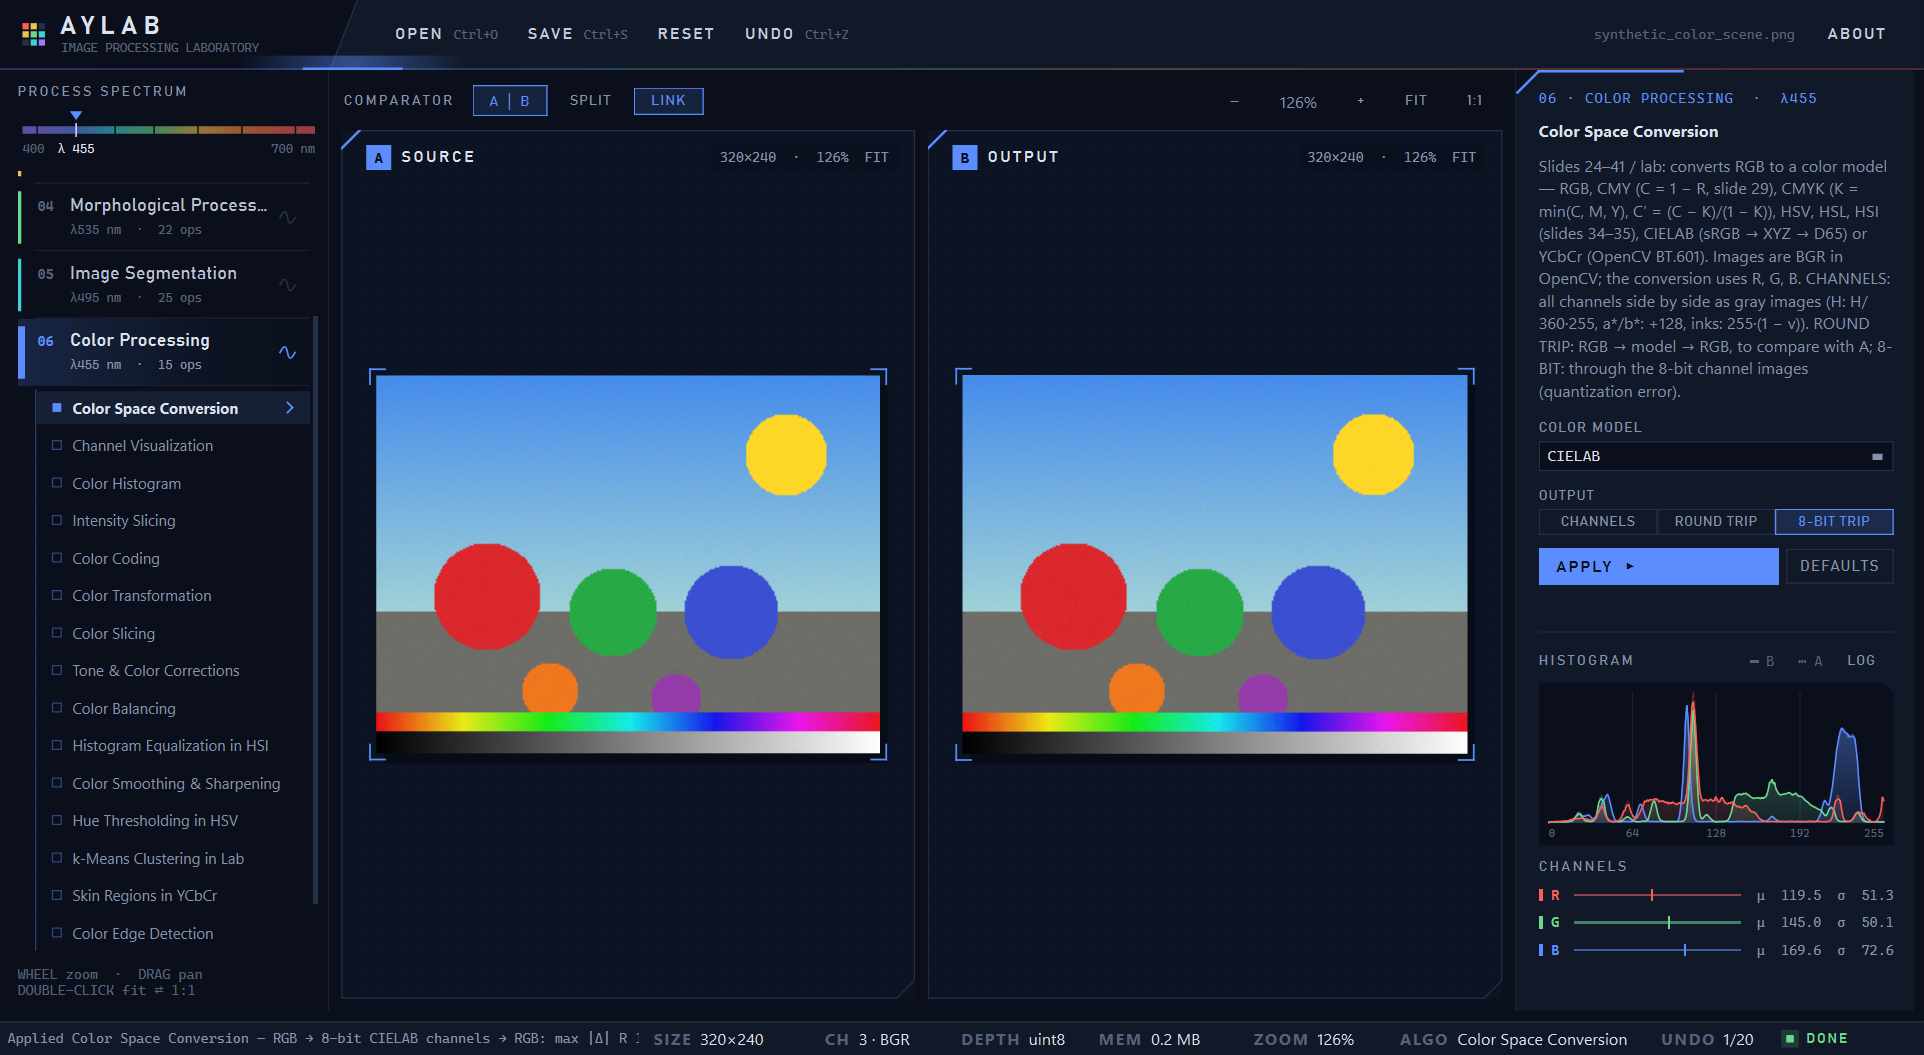 AYLAB
IMAGE PROCESSING LABORATORY
OPEN Ctrl+O SAVE Ctrl+S RESET UNDO Ctrl+Z
synthetic_color_scene.png ABOUT
PROCESS SPECTRUM
400 λ 455 700 nm
04 Morphological Process…
λ535 nm · 22 ops
05 Image Segmentation
λ495 nm · 25 ops
06 Color Processing
λ455 nm · 15 ops
Color Space Conversion
Channel Visualization
Color Histogram
Intensity Slicing
Color Coding
Color Transformation
Color Slicing
Tone & Color Corrections
Color Balancing
Histogram Equalization in HSI
Color Smoothing & Sharpening
Hue Thresholding in HSV
k-Means Clustering in Lab
Skin Regions in YCbCr
Color Edge Detection
WHEEL zoom · DRAG pan
DOUBLE-CLICK fit ⇄ 1:1
COMPARATOR A | B SPLIT LINK
− 126% + FIT 1:1
A SOURCE 320×240 · 126% FIT
B OUTPUT 320×240 · 126% FIT
06 · COLOR PROCESSING · λ455
Color Space Conversion
Slides 24–41 / lab: converts RGB to a color model
— RGB, CMY (C = 1 − R, slide 29), CMYK (K =
min(C, M, Y), C′ = (C − K)/(1 − K)), HSV, HSL, HSI
(slides 34–35), CIELAB (sRGB → XYZ → D65) or
YCbCr (OpenCV BT.601). Images are BGR in
OpenCV; the conversion uses R, G, B. CHANNELS:
all channels side by side as gray images (H: H/
360·255, a*/b*: +128, inks: 255·(1 − v)). ROUND
TRIP: RGB → model → RGB, to compare with A; 8-
BIT: through the 8-bit channel images
(quantization error).
COLOR MODEL
CIELAB
OUTPUT
CHANNELS ROUND TRIP 8-BIT TRIP
APPLY ▸ DEFAULTS
HISTOGRAM B A LOG
0 64 128 192 255
CHANNELS
R μ 119.5 σ 51.3
G μ 145.0 σ 50.1
B μ 169.6 σ 72.6
Applied Color Space Conversion — RGB → 8-bit CIELAB channels → RGB: max |Δ| R SIZE 320×240 CH 3 · BGR DEPTH uint8 MEM 0.2 MB ZOOM 126% ALGO Color Space Conversion UNDO 1/20 DONE